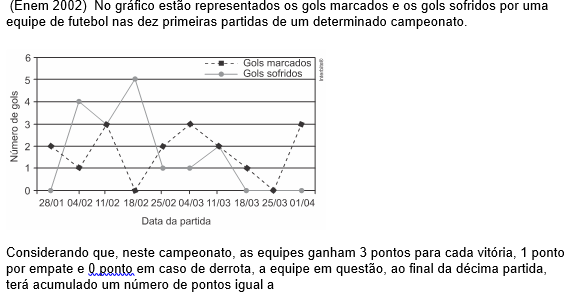 (Enem 2002)  No gráfico estão representados os gols marcados e os gols sofridos por uma
equipe de futebol nas dez primeiras partidas de um determinado campeonato.
6
Gols marcados
5
Gols sofridos
4
3
2
1
0
Número de gols
28/01 04/02 11/02 18/02 25/02 04/03 11/03 18/03 25/03 01/04
Data da partida
Considerando que, neste campeonato, as equipes ganham 3 pontos para cada vitória, 1 ponto
por empate e 0 ponto em caso de derrota, a equipe em questão, ao final da décima partida,
terá acumulado um número de pontos igual a